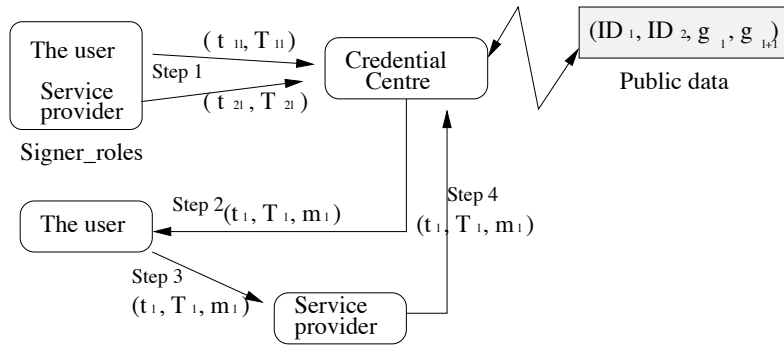 The user
Service
provider
Signer_roles
( t 11, T 11 )
Step 1
( t 21, T 21 )
Credential
Centre
(ID 1, ID 2, g 1, g 1+1)
Public data
The user
Step 2 (t 1, T 1, m 1)
Step 3
(t 1, T 1, m 1)
Service
provider
Step 4
(t 1, T 1, m 1)